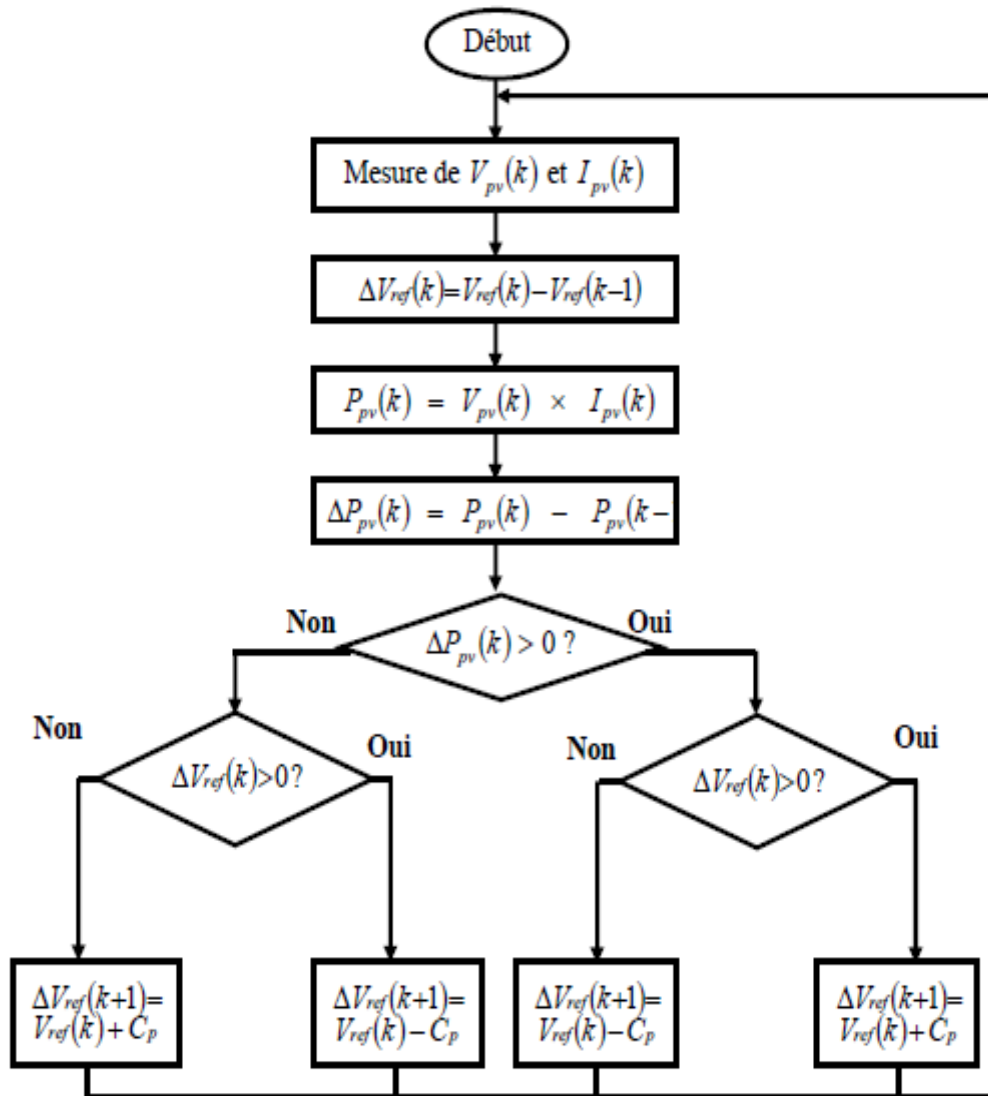 Début
Mesure de V_pv(k) et I_pv(k)
ΔV_ref(k)=V_ref(k)−V_ref(k−1)
P_pv(k) = V_pv(k) × I_pv(k)
ΔP_pv(k) = P_pv(k) − P_pv(k−
Non
Oui
ΔP_pv(k) > 0 ?
Non
Oui
ΔV_ref(k)>0?
Non
Oui
ΔV_ref(k)>0?
ΔV_ref(k+1)=
V_ref(k)+C_p
ΔV_ref(k+1)=
V_ref(k)−C_p
ΔV_ref(k+1)=
V_ref(k)−C_p
ΔV_ref(k+1)=
V_ref(k)+C_p